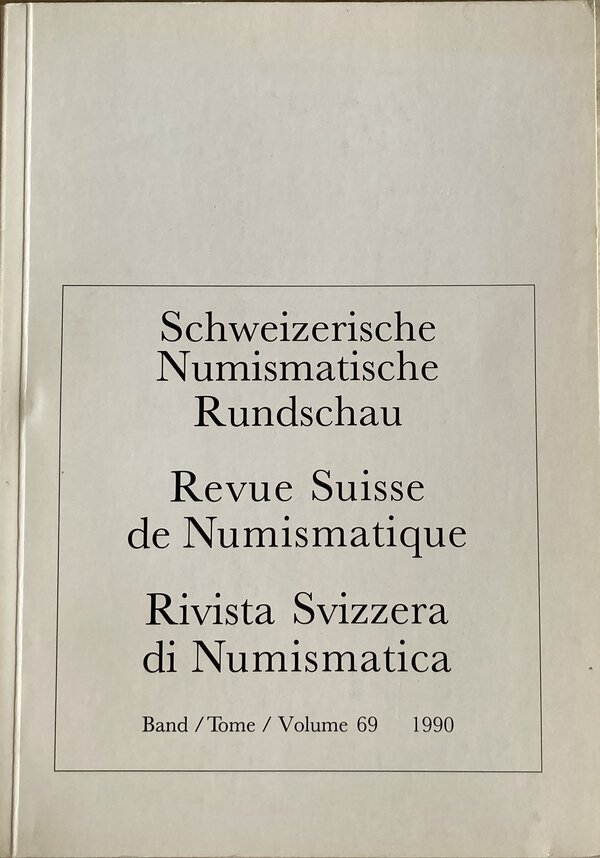 Schweizerische
Numismatische
Rundschau
Revue Suisse
de Numismatique
Rivista Svizzera
di Numismatica
Band / Tome / Volume 69 1990